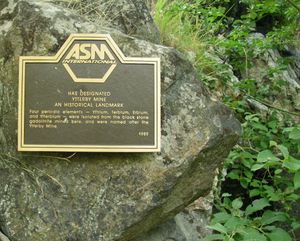 ASM
INTERNATIONAL
HAS DESIGNATED
YTTERBY MINE
AN HISTORICAL LANDMARK
Four periodic elements - Yttrium, Terbium, Erbium,
and Ytterbium - were isolated from the black stone
gadolinite mined here, and were named after the
Ytterby Mine.
1989